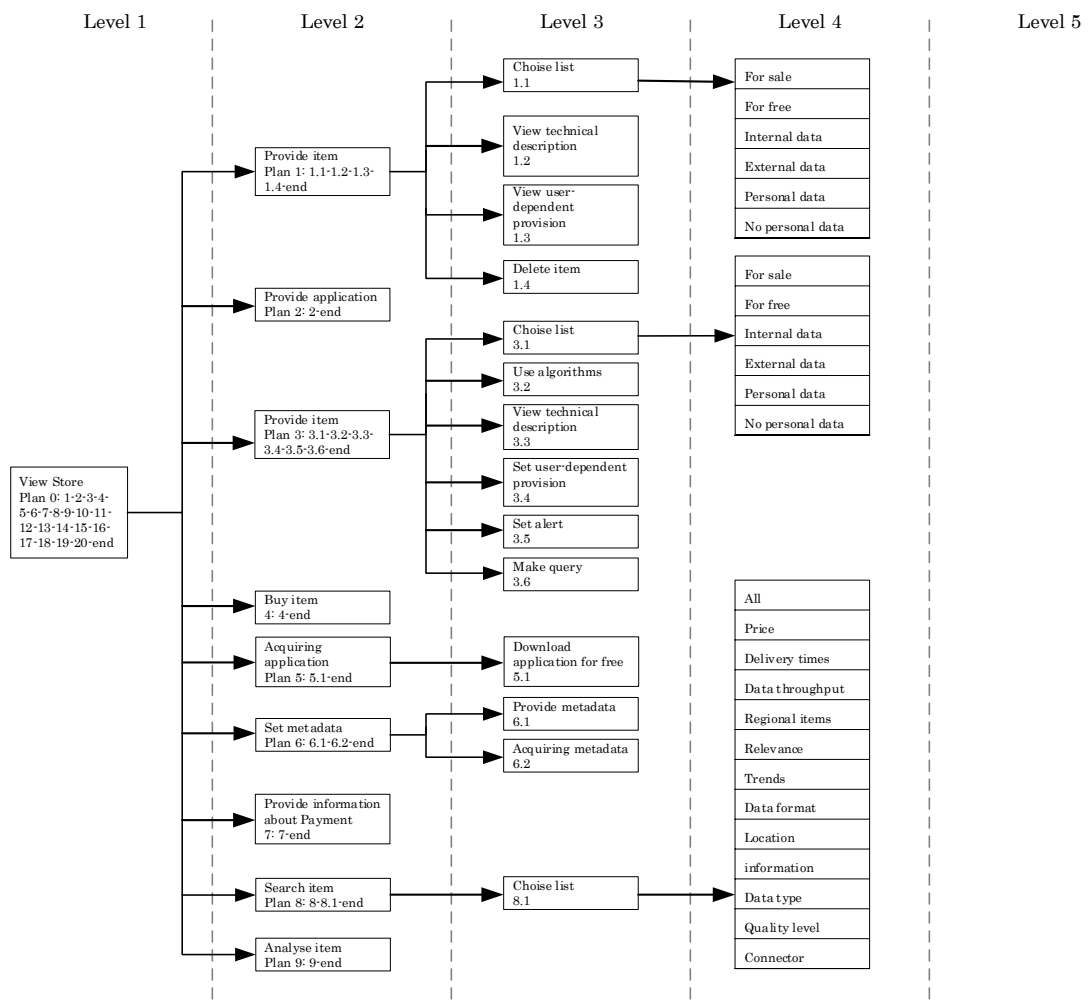 Level 1
Level 2
Level 3
Level 4
Level 5
View Store
Plan 0: 1-2-3-4-
5-6-7-8-9-10-11-
12-13-14-15-16-
17-18-19-20-end
Provide item
Plan 1: 1.1-1.2-1.3-
1.4-end
Provide application
Plan 2: 2-end
Provide item
Plan 3: 3.1-3.2-3.3-
3.4-3.5-3.6-end
Buy item
4: 4-end
Acquiring
application
Plan 5: 5.1-end
Set metadata
Plan 6: 6.1-6.2-end
Provide information
about Payment
7: 7-end
Search item
Plan 8: 8-8.1-end
Analyse item
Plan 9: 9-end
Choise list
1.1
View technical
description
1.2
View user-
dependent
provision
1.3
Delete item
1.4
Choise list
3.1
Use algorithms
3.2
View technical
description
3.3
Set user-dependent
provision
3.4
Set alert
3.5
Make query
3.6
Download
application for free
5.1
Provide metadata
6.1
Acquiring metadata
6.2
Choise list
8.1
For sale
For free
Internal data
External data
Personal data
No personal data
For sale
For free
Internal data
External data
Personal data
No personal data
All
Price
Delivery times
Data throughput
Regional items
Relevance
Trends
Data format
Location
information
Data type
Quality level
Connector